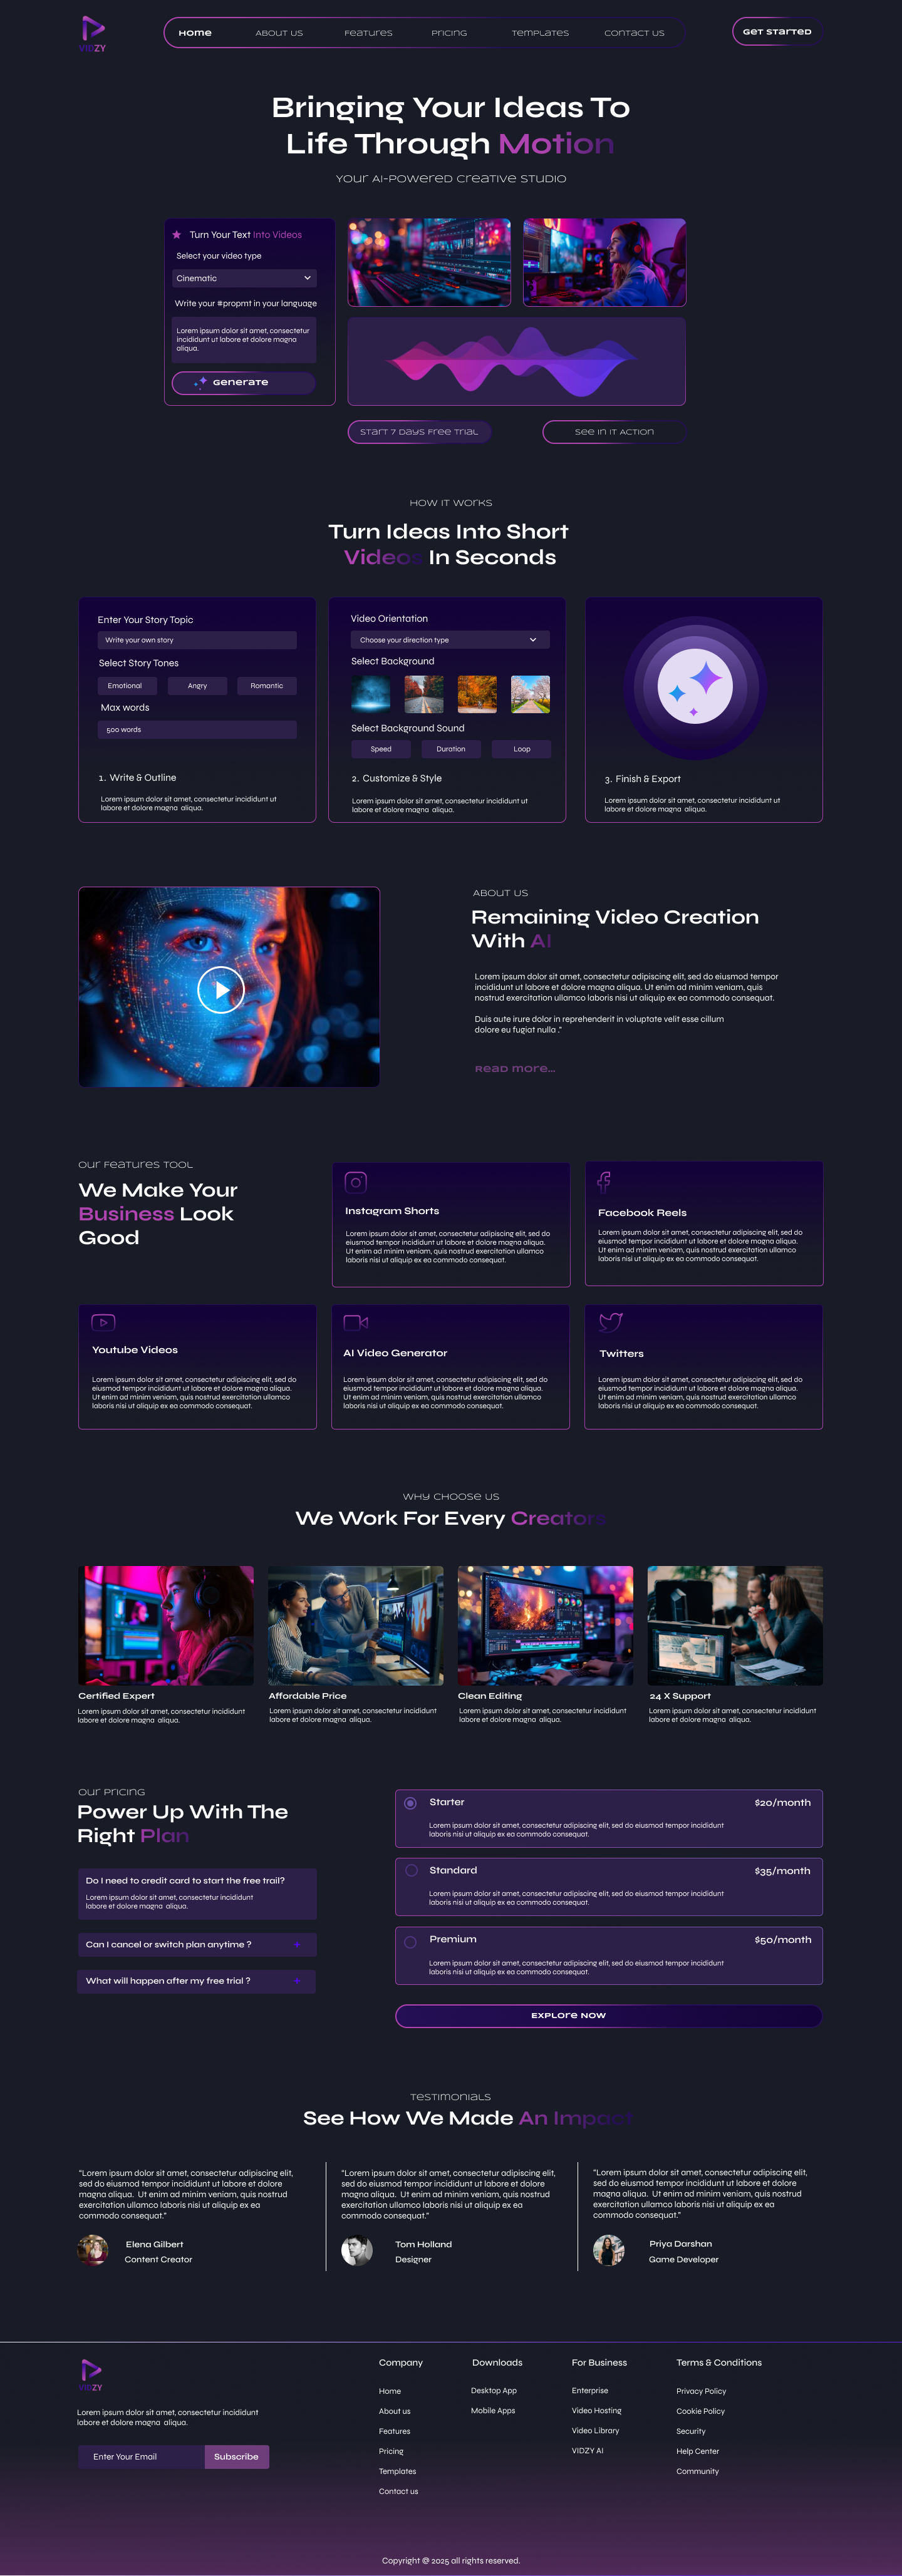 VIDZY
Home
About Us
Features
Pricing
Templates
Contact Us
Get Started
Bringing Your Ideas To
Life Through Motion
Your AI-Powered Creative Studio
Turn Your Text Into Videos
Select your video type
Cinematic
Write your #propmt in your language
Lorem ipsum dolor sit amet, consectetur
incididunt ut labore et dolore magna
aliqua.
Generate
Start 7 Days Free Trial
See In It Action
How It Works
Turn Ideas Into Short
Videos In Seconds
Enter Your Story Topic
Write your own story
Select Story Tones
Emotional
Angry
Romantic
Max words
500 words
1. Write & Outline
Lorem ipsum dolor sit amet, consectetur incididunt ut
labore et dolore magna aliqua.
Video Orientation
Choose your direction type
Select Background
Select Background Sound
Speed
Duration
Loop
2. Customize & Style
Lorem ipsum dolor sit amet, consectetur incididunt ut
labore et dolore magna aliqua.
3. Finish & Export
Lorem ipsum dolor sit amet, consectetur incididunt ut
labore et dolore magna aliqua.
About Us
Remaining Video Creation
With AI
Lorem ipsum dolor sit amet, consectetur adipiscing elit, sed do eiusmod tempor
incididunt ut labore et dolore magna aliqua. Ut enim ad minim veniam, quis
nostrud exercitation ullamco laboris nisi ut aliquip ex ea commodo consequat.
Duis aute irure dolor in reprehenderit in voluptate velit esse cillum
dolore eu fugiat nulla ."
Read more...
Our Features Tool
We Make Your
Business Look
Good
Instagram Shorts
Lorem ipsum dolor sit amet, consectetur adipiscing elit, sed do
eiusmod tempor incididunt ut labore et dolore magna aliqua.
Ut enim ad minim veniam, quis nostrud exercitation ullamco
laboris nisi ut aliquip ex ea commodo consequat.
Facebook Reels
Lorem ipsum dolor sit amet, consectetur adipiscing elit, sed do
eiusmod tempor incididunt ut labore et dolore magna aliqua.
Ut enim ad minim veniam, quis nostrud exercitation ullamco
laboris nisi ut aliquip ex ea commodo consequat.
Youtube Videos
Lorem ipsum dolor sit amet, consectetur adipiscing elit, sed do
eiusmod tempor incididunt ut labore et dolore magna aliqua.
Ut enim ad minim veniam, quis nostrud exercitation ullamco
laboris nisi ut aliquip ex ea commodo consequat.
AI Video Generator
Lorem ipsum dolor sit amet, consectetur adipiscing elit, sed do
eiusmod tempor incididunt ut labore et dolore magna aliqua.
Ut enim ad minim veniam, quis nostrud exercitation ullamco
laboris nisi ut aliquip ex ea commodo consequat.
Twitters
Lorem ipsum dolor sit amet, consectetur adipiscing elit, sed do
eiusmod tempor incididunt ut labore et dolore magna aliqua.
Ut enim ad minim veniam, quis nostrud exercitation ullamco
laboris nisi ut aliquip ex ea commodo consequat.
Why Choose Us
We Work For Every Creators
Certified Expert
Lorem ipsum dolor sit amet, consectetur incididunt ut
labore et dolore magna aliqua.
Affordable Price
Lorem ipsum dolor sit amet, consectetur incididunt ut
labore et dolore magna aliqua.
Clean Editing
Lorem ipsum dolor sit amet, consectetur incididunt ut
labore et dolore magna aliqua.
24 X Support
Lorem ipsum dolor sit amet, consectetur incididunt ut
labore et dolore magna aliqua.
Our Pricing
Power Up With The
Right Plan
Do I need to credit card to start the free trail?
Lorem ipsum dolor sit amet, consectetur incididunt
ut labore et dolore magna aliqua.
Can I cancel or switch plan anytime ?
+
What will happen after my free trial ?
+
Starter
$20/month
Lorem ipsum dolor sit amet, consectetur adipiscing elit, sed do eiusmod tempor incididunt ut
laboris nisi ut aliquip ex ea commodo consequat.
Standard
$35/month
Lorem ipsum dolor sit amet, consectetur adipiscing elit, sed do eiusmod tempor incididunt ut
laboris nisi ut aliquip ex ea commodo consequat.
Premium
$50/month
Lorem ipsum dolor sit amet, consectetur adipiscing elit, sed do eiusmod tempor incididunt ut
laboris nisi ut aliquip ex ea commodo consequat.
Explore Now
Testimonials
See How We Made An Impact
"Lorem ipsum dolor sit amet, consectetur adipiscing elit,
sed do eiusmod tempor incididunt ut labore et dolore
magna aliqua. Ut enim ad minim veniam, quis nostrud
exercitation ullamco laboris nisi ut aliquip ex ea
commodo consequat."
Elena Gilbert
Content Creator
"Lorem ipsum dolor sit amet, consectetur adipiscing elit,
sed do eiusmod tempor incididunt ut labore et dolore
magna aliqua. Ut enim ad minim veniam, quis nostrud
exercitation ullamco laboris nisi ut aliquip ex ea
commodo consequat."
Tom Holland
Designer
"Lorem ipsum dolor sit amet, consectetur adipiscing elit,
sed do eiusmod tempor incididunt ut labore et dolore
magna aliqua. Ut enim ad minim veniam, quis nostrud
exercitation ullamco laboris nisi ut aliquip ex ea
commodo consequat."
Priya Darshan
Game Developer
VIDZY
Lorem ipsum dolor sit amet, consectetur incididunt ut
labore et dolore magna aliqua.
Enter Your Email
Subscribe
Company
Home
About us
Features
Pricing
Templates
Contact us
Downloads
Desktop App
Mobile Apps
For Business
Enterprise
Video Hosting
Video Library
VIDZY AI
Terms & Conditions
Privacy Policy
Cookie Policy
Security
Help Center
Community
Copyright @ 2025 all rights reserved.